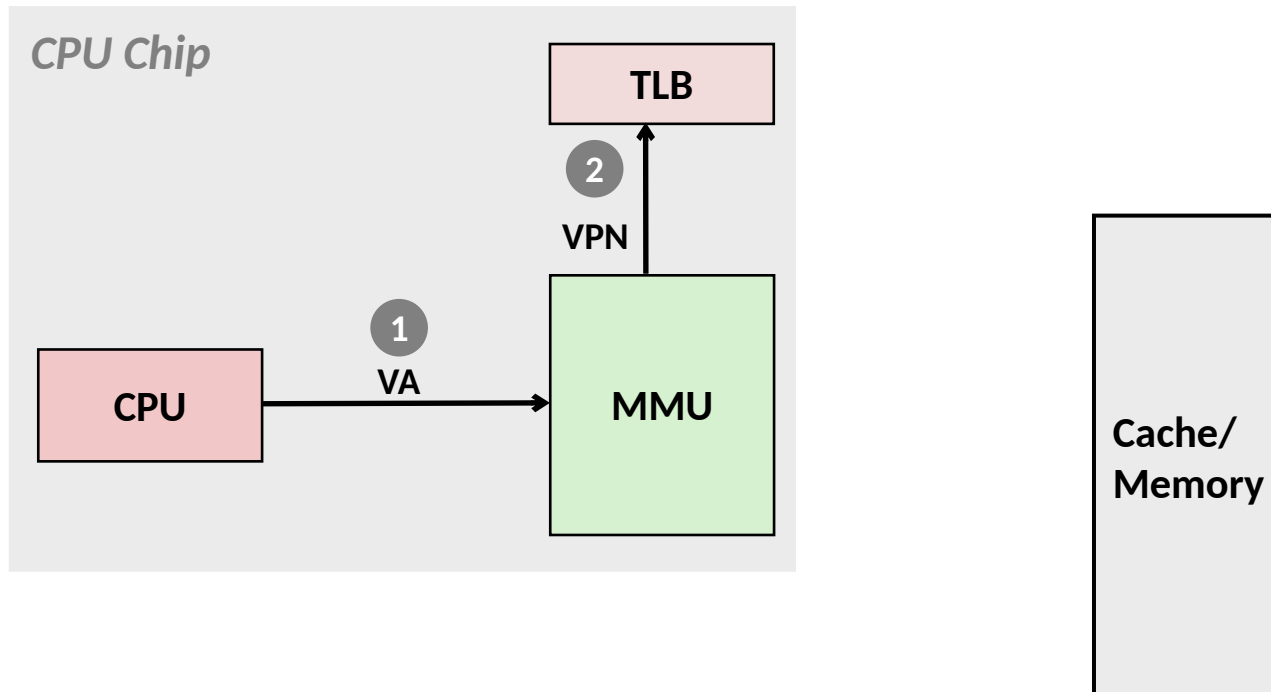 CPU Chip
TLB
2
VPN
1
VA
CPU
MMU
Cache/
Memory